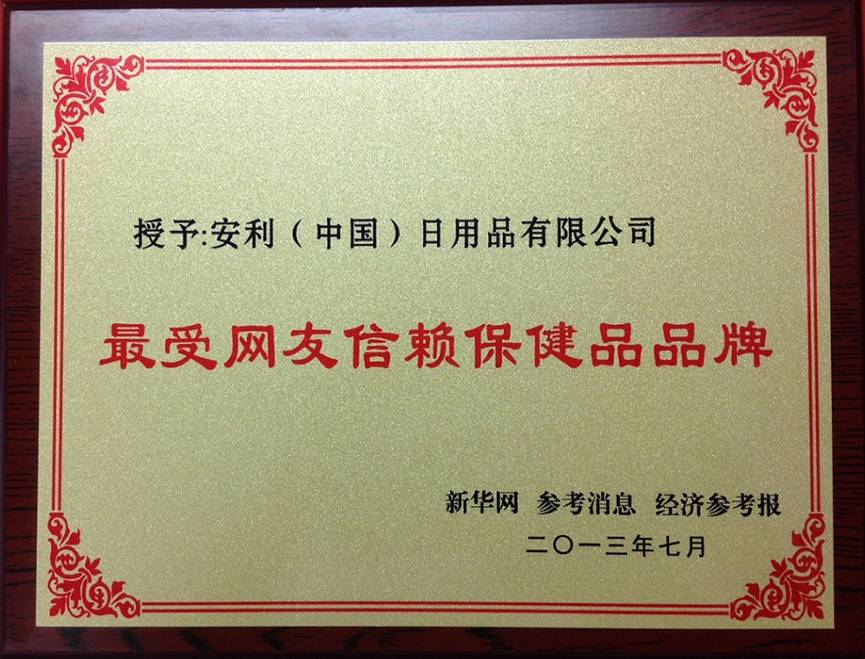 授予:安利（中国）日用品有限公司
最受网友信赖保健品品牌
新华网 参考消息 经济参考报
二〇一三年七月